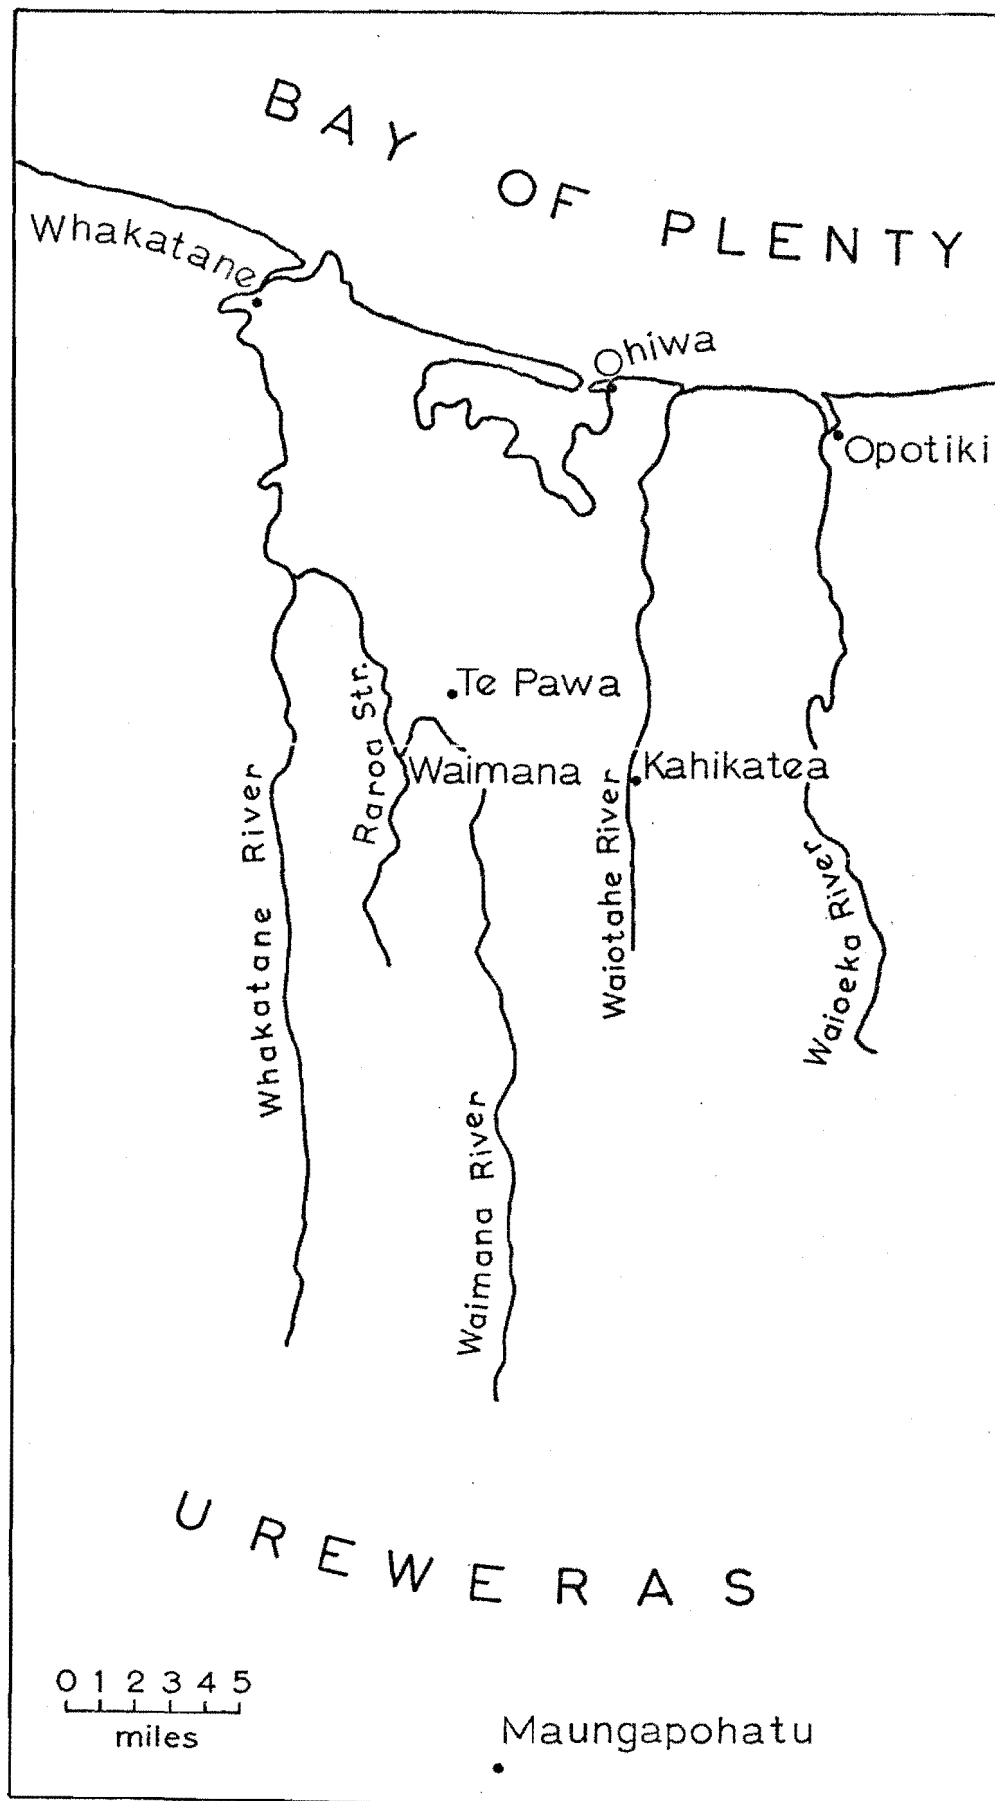 BAY OF PLENTY
Whakatane
Ohiwa
Opotiki
Te Pawa
Raroa Str.
Waimana
Kahikatea
Whakatane River
Waiotahe River
Waioeka River
Waimana River
UREWERAS
0 1 2 3 4 5
miles
Maungapohatu